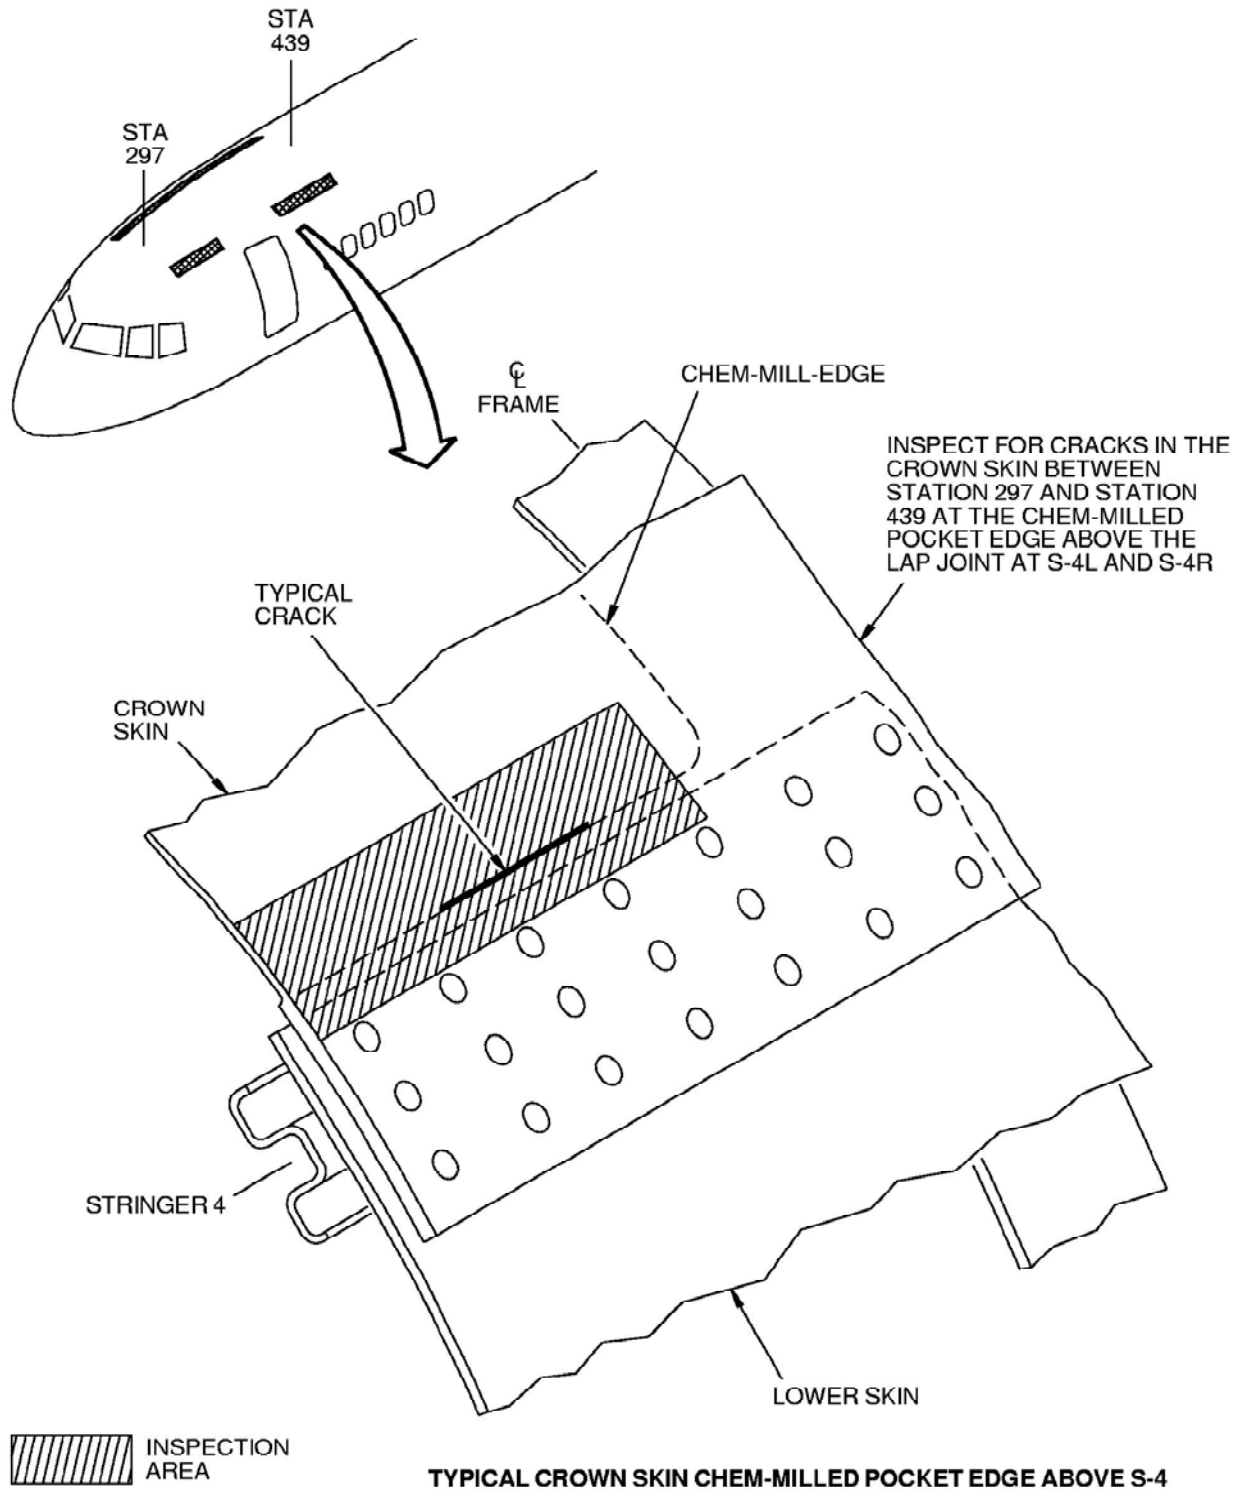 STA
439
STA
297
℄
FRAME
CHEM-MILL-EDGE
INSPECT FOR CRACKS IN THE
CROWN SKIN BETWEEN
STATION 297 AND STATION
439 AT THE CHEM-MILLED
POCKET EDGE ABOVE THE
LAP JOINT AT S-4L AND S-4R
TYPICAL
CRACK
CROWN
SKIN
STRINGER 4
LOWER SKIN
INSPECTION
AREA
TYPICAL CROWN SKIN CHEM-MILLED POCKET EDGE ABOVE S-4